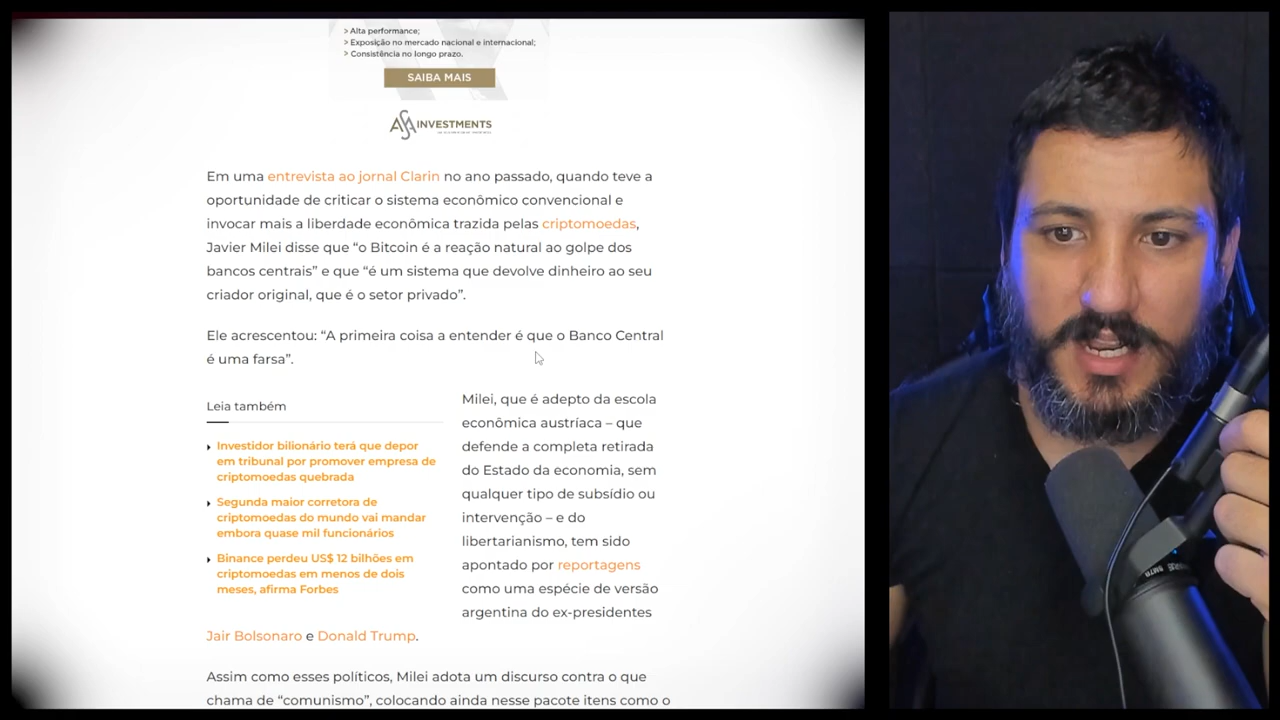 > Alta performance;
> Exposição no mercado nacional e internacional;
> Consistência no longo prazo.
SAIBA MAIS
ASA INVESTMENTS
Em uma entrevista ao jornal Clarin no ano passado, quando teve a
oportunidade de criticar o sistema econômico convencional e
invocar mais a liberdade econômica trazida pelas criptomoedas,
Javier Milei disse que “o Bitcoin é a reação natural ao golpe dos
bancos centrais” e que “é um sistema que devolve dinheiro ao seu
criador original, que é o setor privado”.
Ele acrescentou: “A primeira coisa a entender é que o Banco Central
é uma farsa”.
Leia também
Investidor bilionário terá que depor
em tribunal por promover empresa de
criptomoedas quebrada
Segunda maior corretora de
criptomoedas do mundo vai mandar
embora quase mil funcionários
Binance perdeu US$ 12 bilhões em
criptomoedas em menos de dois
meses, afirma Forbes
Milei, que é adepto da escola
econômica austríaca – que
defende a completa retirada
do Estado da economia, sem
qualquer tipo de subsídio ou
intervenção – e do
libertarianismo, tem sido
apontado por reportagens
como uma espécie de versão
argentina do ex-presidentes
Jair Bolsonaro e Donald Trump.
Assim como esses políticos, Milei adota um discurso contra o que
chama de “comunismo”, colocando ainda nesse pacote itens como o